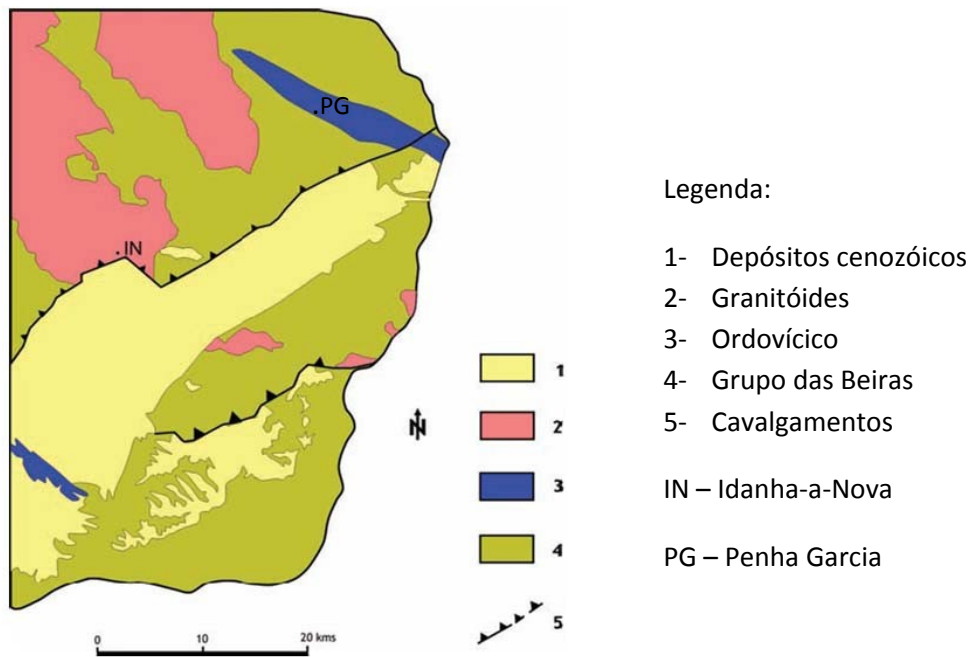 .PG
.IN
N
1
2
3
4
5
0 10 20 kms
Legenda:
1- Depósitos cenozóicos
2- Granitóides
3- Ordovícico
4- Grupo das Beiras
5- Cavalgamentos
IN – Idanha-a-Nova
PG – Penha Garcia